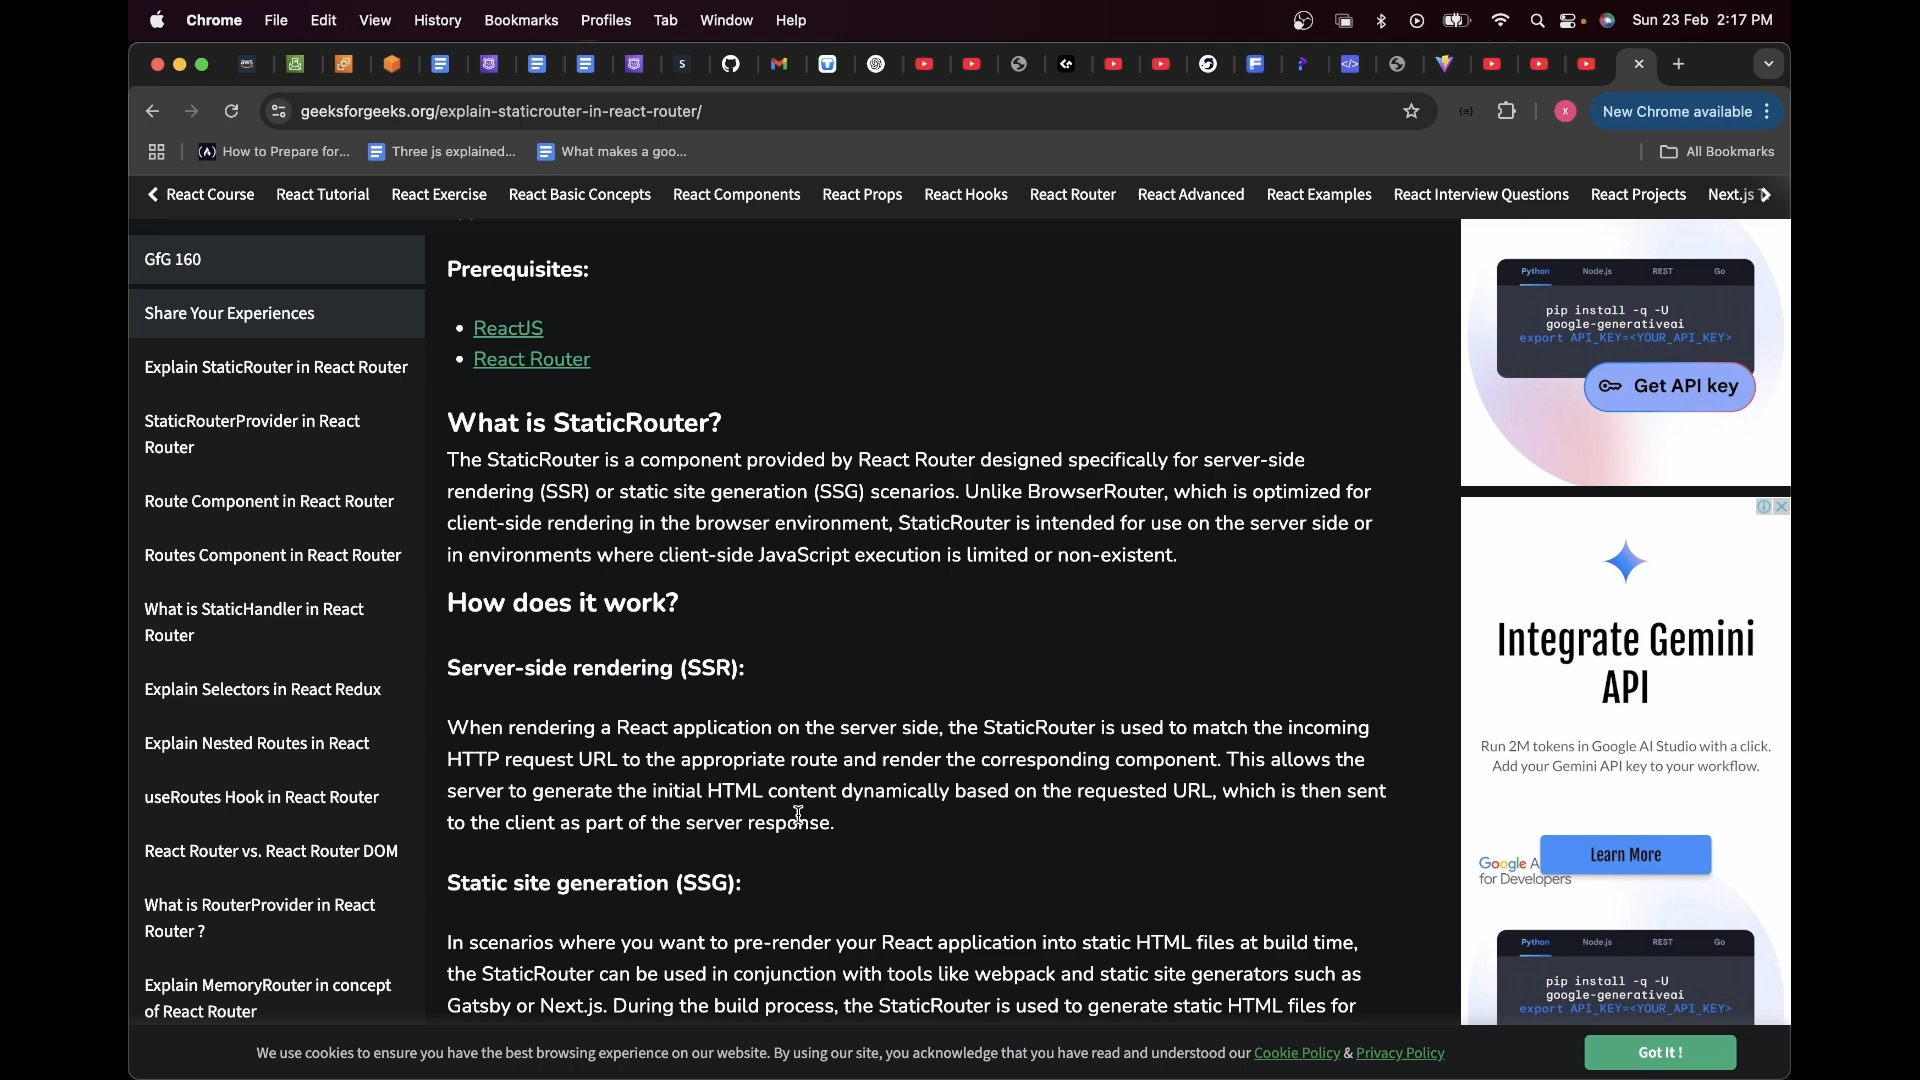 Chrome File Edit View History Bookmarks Profiles Tab Window Help Sun 23 Feb 2:17 PM
aws S
geeksforgeeks.org/explain-staticrouter-in-react-router/ X New Chrome available
How to Prepare for... Three js explained... What makes a goo... All Bookmarks
React Course React Tutorial React Exercise React Basic Concepts React Components React Props React Hooks React Router React Advanced React Examples React Interview Questions React Projects Next.js
GfG 160
Share Your Experiences
Explain StaticRouter in React Router
StaticRouterProvider in React
Router
Route Component in React Router
Routes Component in React Router
What is StaticHandler in React
Router
Explain Selectors in React Redux
Explain Nested Routes in React
useRoutes Hook in React Router
React Router vs. React Router DOM
What is RouterProvider in React
Router ?
Explain MemoryRouter in concept
of React Router
Prerequisites:
• ReactJS
• React Router
What is StaticRouter?
The StaticRouter is a component provided by React Router designed specifically for server-side
rendering (SSR) or static site generation (SSG) scenarios. Unlike BrowserRouter, which is optimized for
client-side rendering in the browser environment, StaticRouter is intended for use on the server side or
in environments where client-side JavaScript execution is limited or non-existent.
How does it work?
Server-side rendering (SSR):
When rendering a React application on the server side, the StaticRouter is used to match the incoming
HTTP request URL to the appropriate route and render the corresponding component. This allows the
server to generate the initial HTML content dynamically based on the requested URL, which is then sent
to the client as part of the server response.
Static site generation (SSG):
In scenarios where you want to pre-render your React application into static HTML files at build time,
the StaticRouter can be used in conjunction with tools like webpack and static site generators such as
Gatsby or Next.js. During the build process, the StaticRouter is used to generate static HTML files for
Python Node.js REST Go
pip install -q -U
google-generativeai
export API_KEY=<YOUR_API_KEY>
Get API key
Integrate Gemini
API
Run 2M tokens in Google AI Studio with a click.
Add your Gemini API key to your workflow.
Learn More
Google A
for Developers
Python Node.js REST Go
pip install -q -U
google-generativeai
export API_KEY=<YOUR_API_KEY>
We use cookies to ensure you have the best browsing experience on our website. By using our site, you acknowledge that you have read and understood our Cookie Policy & Privacy Policy
Got It !